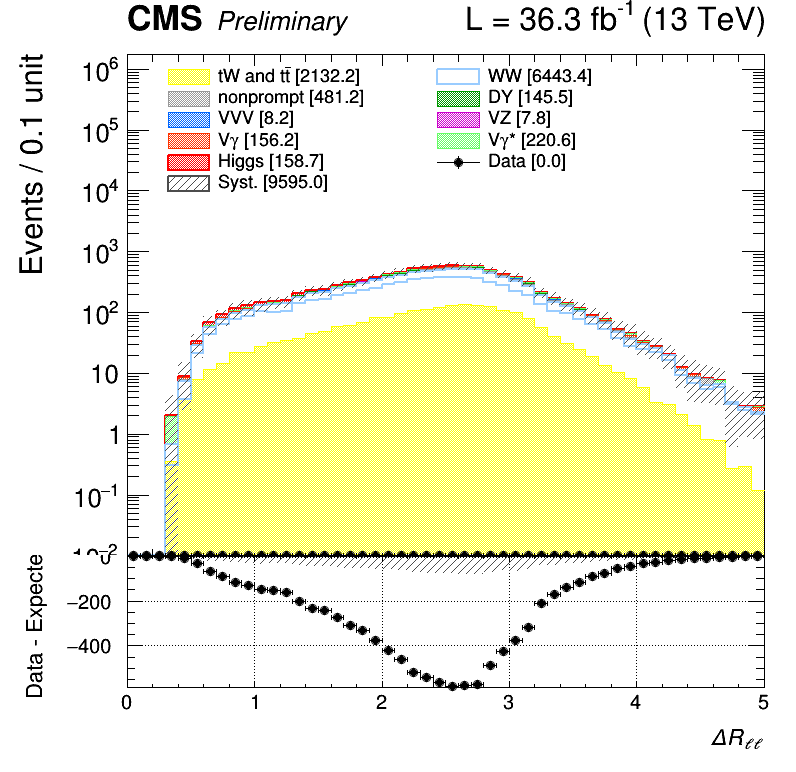 CMS Preliminary L = 36.3 fb⁻¹ (13 TeV)
Events / 0.1 unit
tW and tt̄ [2132.2] WW [6443.4]
nonprompt [481.2] DY [145.5]
VVV [8.2] VZ [7.8]
Vγ [156.2] Vγ* [220.6]
Higgs [158.7] Data [0.0]
Syst. [9595.0]
10⁶
10⁵
10⁴
10³
10²
10
1
10⁻¹
Data - Expecte
−200
−400
0 1 2 3 4 5
ΔRℓℓ